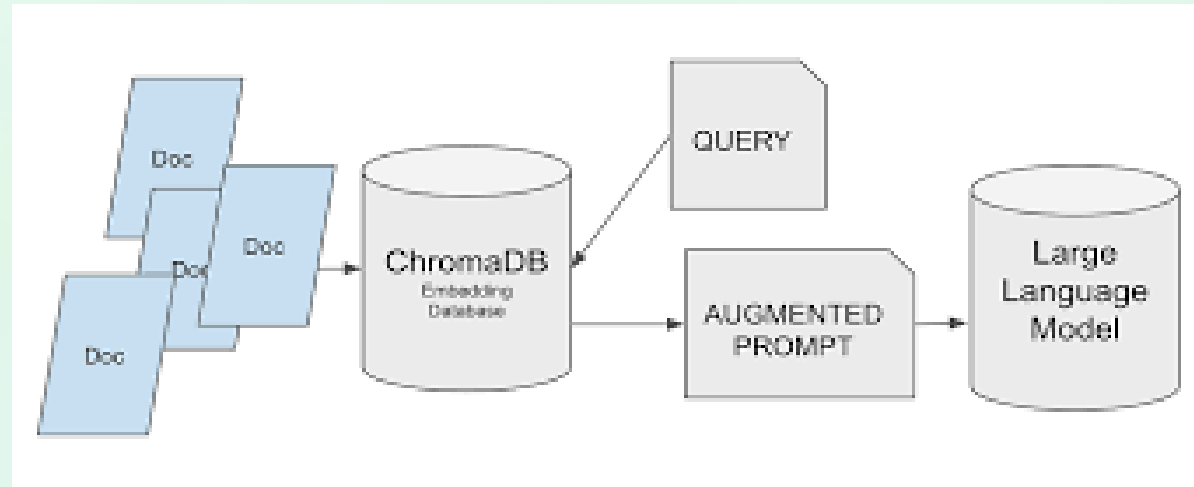 Doc
Doc
Doc
Doc
ChromaDB
Embedding
Database
QUERY
AUGMENTED
PROMPT
Large
Language
Model